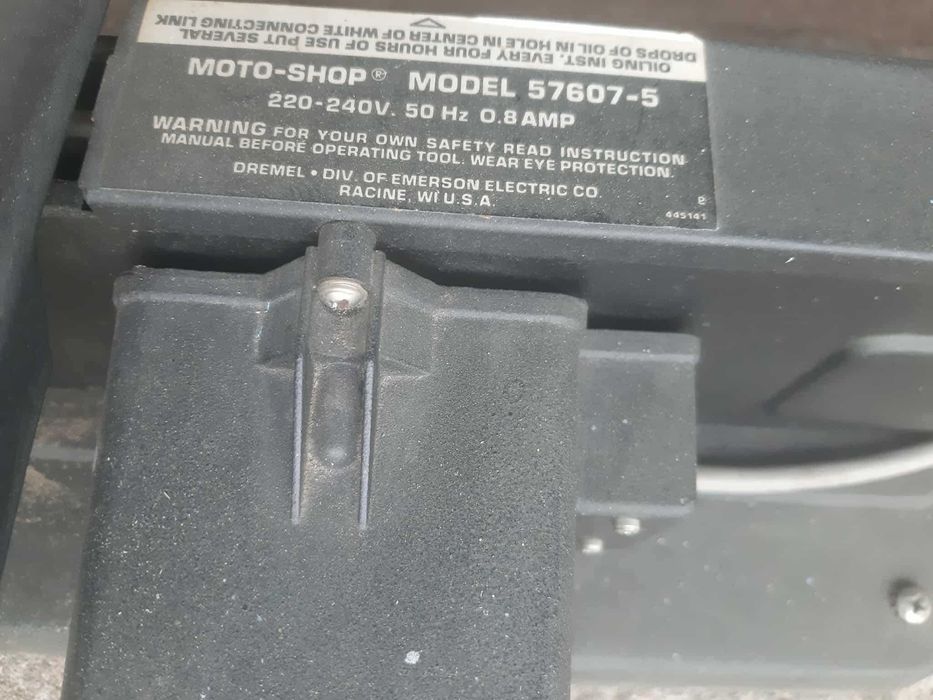 OILING INST. EVERY FOUR HOURS OF USE PUT SEVERAL
DROPS OF OIL IN HOLE IN CENTER OF WHITE CONNECTING LINK
MOTO-SHOP® MODEL 57607-5
220-240V. 50 Hz 0.8 AMP
WARNING FOR YOUR OWN SAFETY READ INSTRUCTION
MANUAL BEFORE OPERATING TOOL. WEAR EYE PROTECTION.
DREMEL • DIV. OF EMERSON ELECTRIC CO.
RACINE, WI U.S.A.
445141